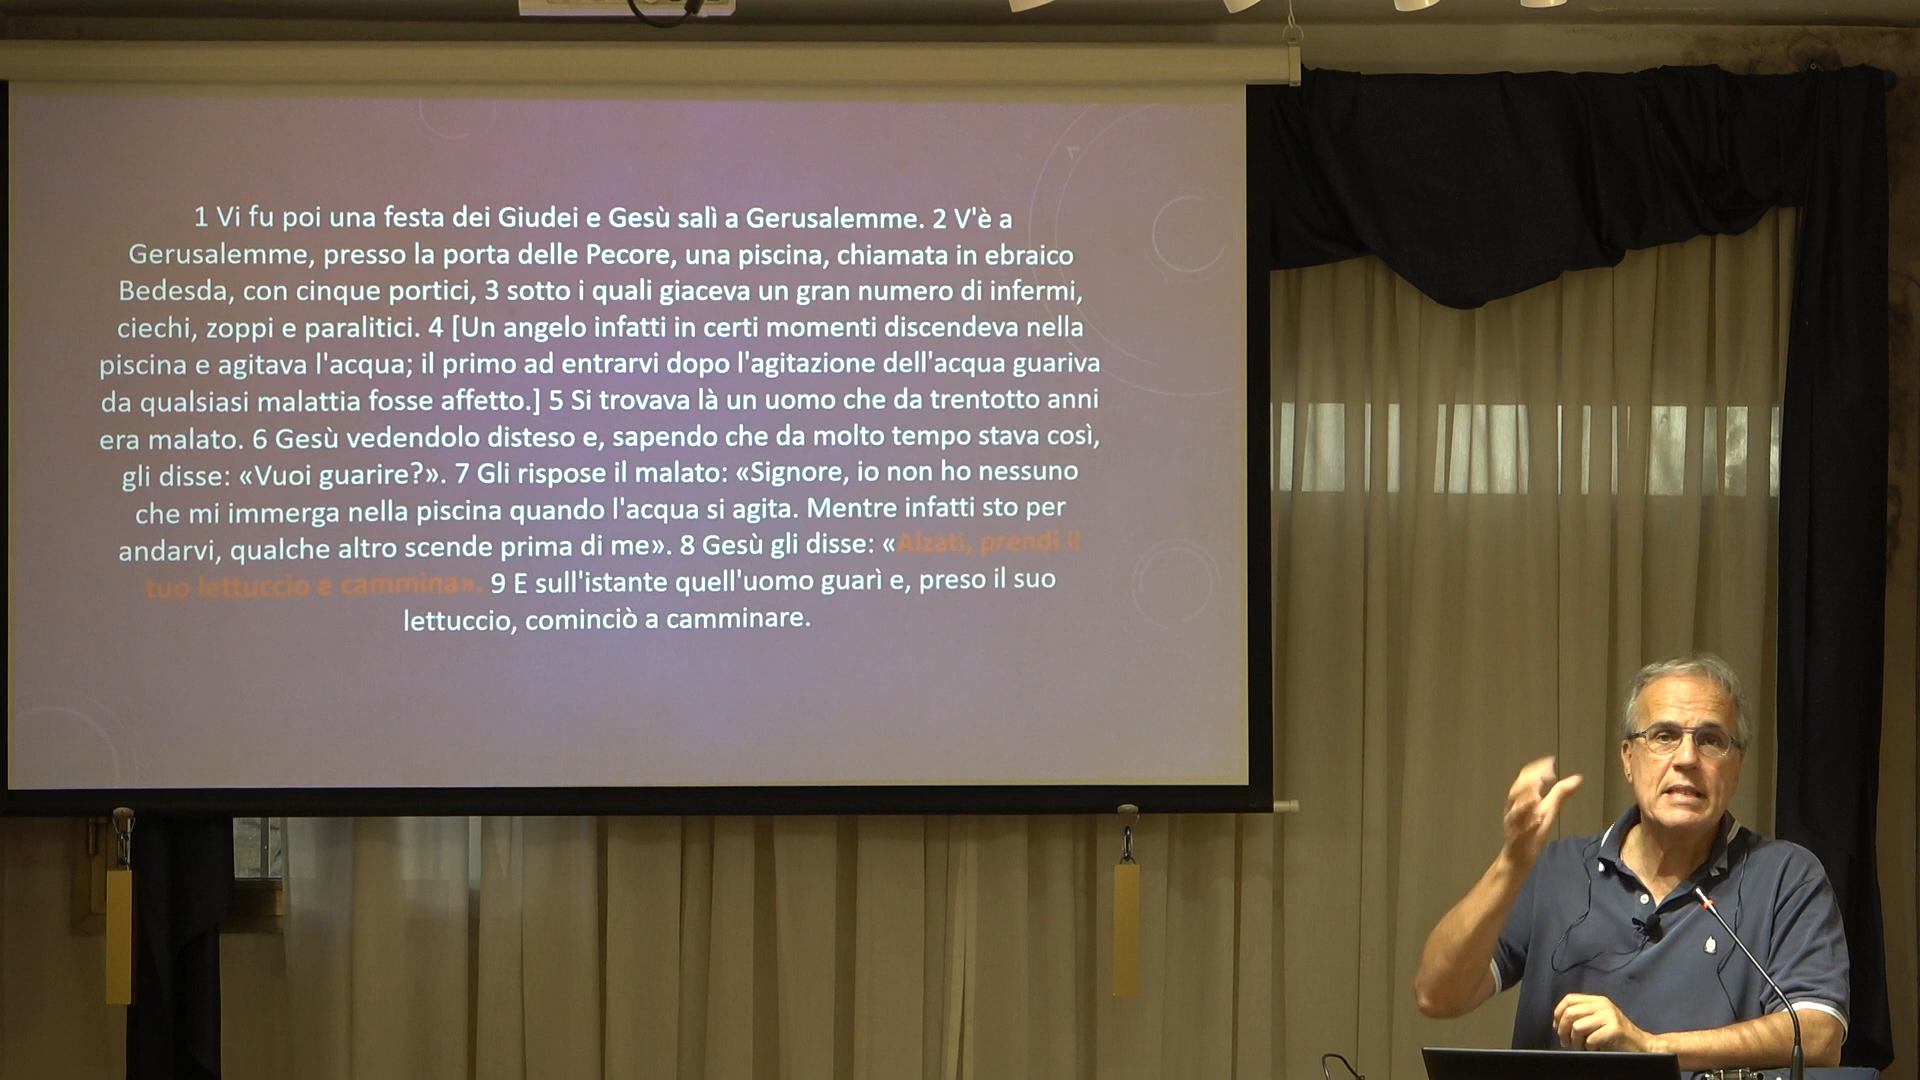 1 Vi fu poi una festa dei Giudei e Gesù salì a Gerusalemme. 2 V'è a
Gerusalemme, presso la porta delle Pecore, una piscina, chiamata in ebraico
Bedesda, con cinque portici, 3 sotto i quali giaceva un gran numero di infermi,
ciechi, zoppi e paralitici. 4 [Un angelo infatti in certi momenti discendeva nella
piscina e agitava l'acqua; il primo ad entrarvi dopo l'agitazione dell'acqua guariva
da qualsiasi malattia fosse affetto.] 5 Si trovava là un uomo che da trentotto anni
era malato. 6 Gesù vedendolo disteso e, sapendo che da molto tempo stava così,
gli disse: «Vuoi guarire?». 7 Gli rispose il malato: «Signore, io non ho nessuno
che mi immerga nella piscina quando l'acqua si agita. Mentre infatti sto per
andarvi, qualche altro scende prima di me». 8 Gesù gli disse: «Alzati, prendi il
tuo lettuccio e cammina». 9 E sull'istante quell'uomo guarì e, preso il suo
lettuccio, cominciò a camminare.